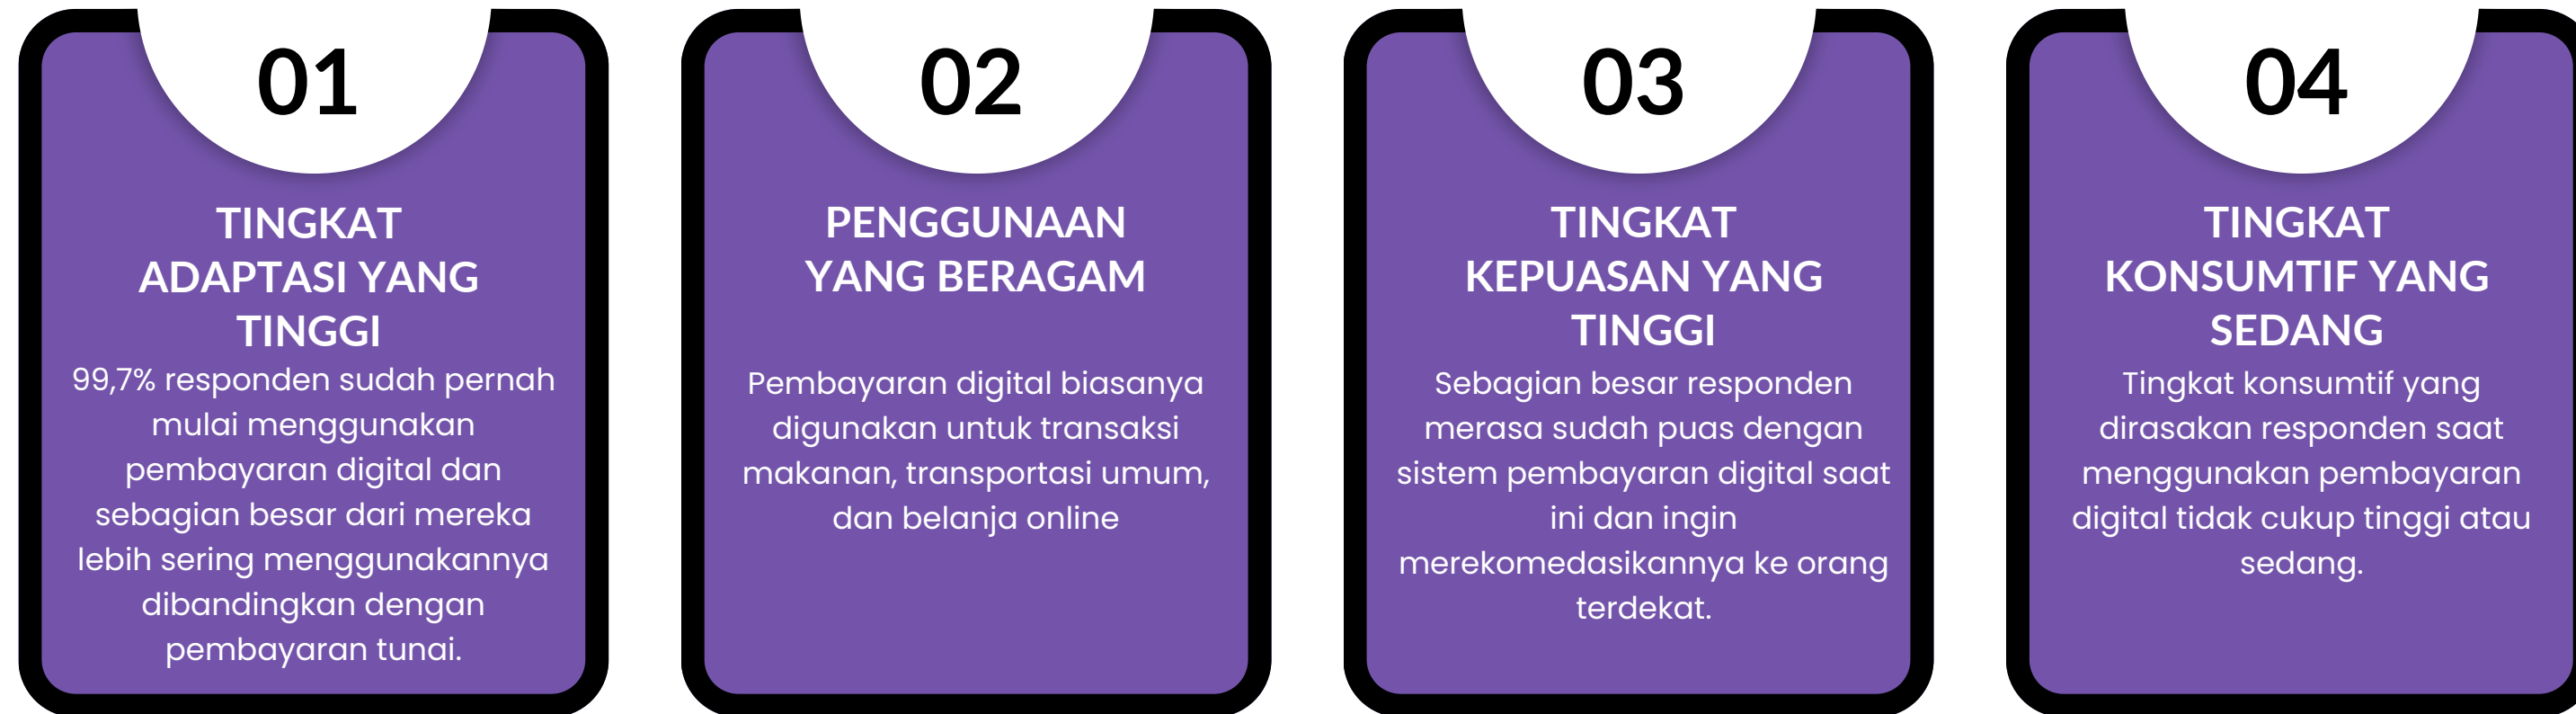 01
TINGKAT
ADAPTASI YANG
TINGGI
99,7% responden sudah pernah
mulai menggunakan
pembayaran digital dan
sebagian besar dari mereka
lebih sering menggunakannya
dibandingkan dengan
pembayaran tunai.
02
PENGGUNAAN
YANG BERAGAM
Pembayaran digital biasanya
digunakan untuk transaksi
makanan, transportasi umum,
dan belanja online
03
TINGKAT
KEPUASAN YANG
TINGGI
Sebagian besar responden
merasa sudah puas dengan
sistem pembayaran digital saat
ini dan ingin
merekomedasikannya ke orang
terdekat.
04
TINGKAT
KONSUMTIF YANG
SEDANG
Tingkat konsumtif yang
dirasakan responden saat
menggunakan pembayaran
digital tidak cukup tinggi atau
sedang.